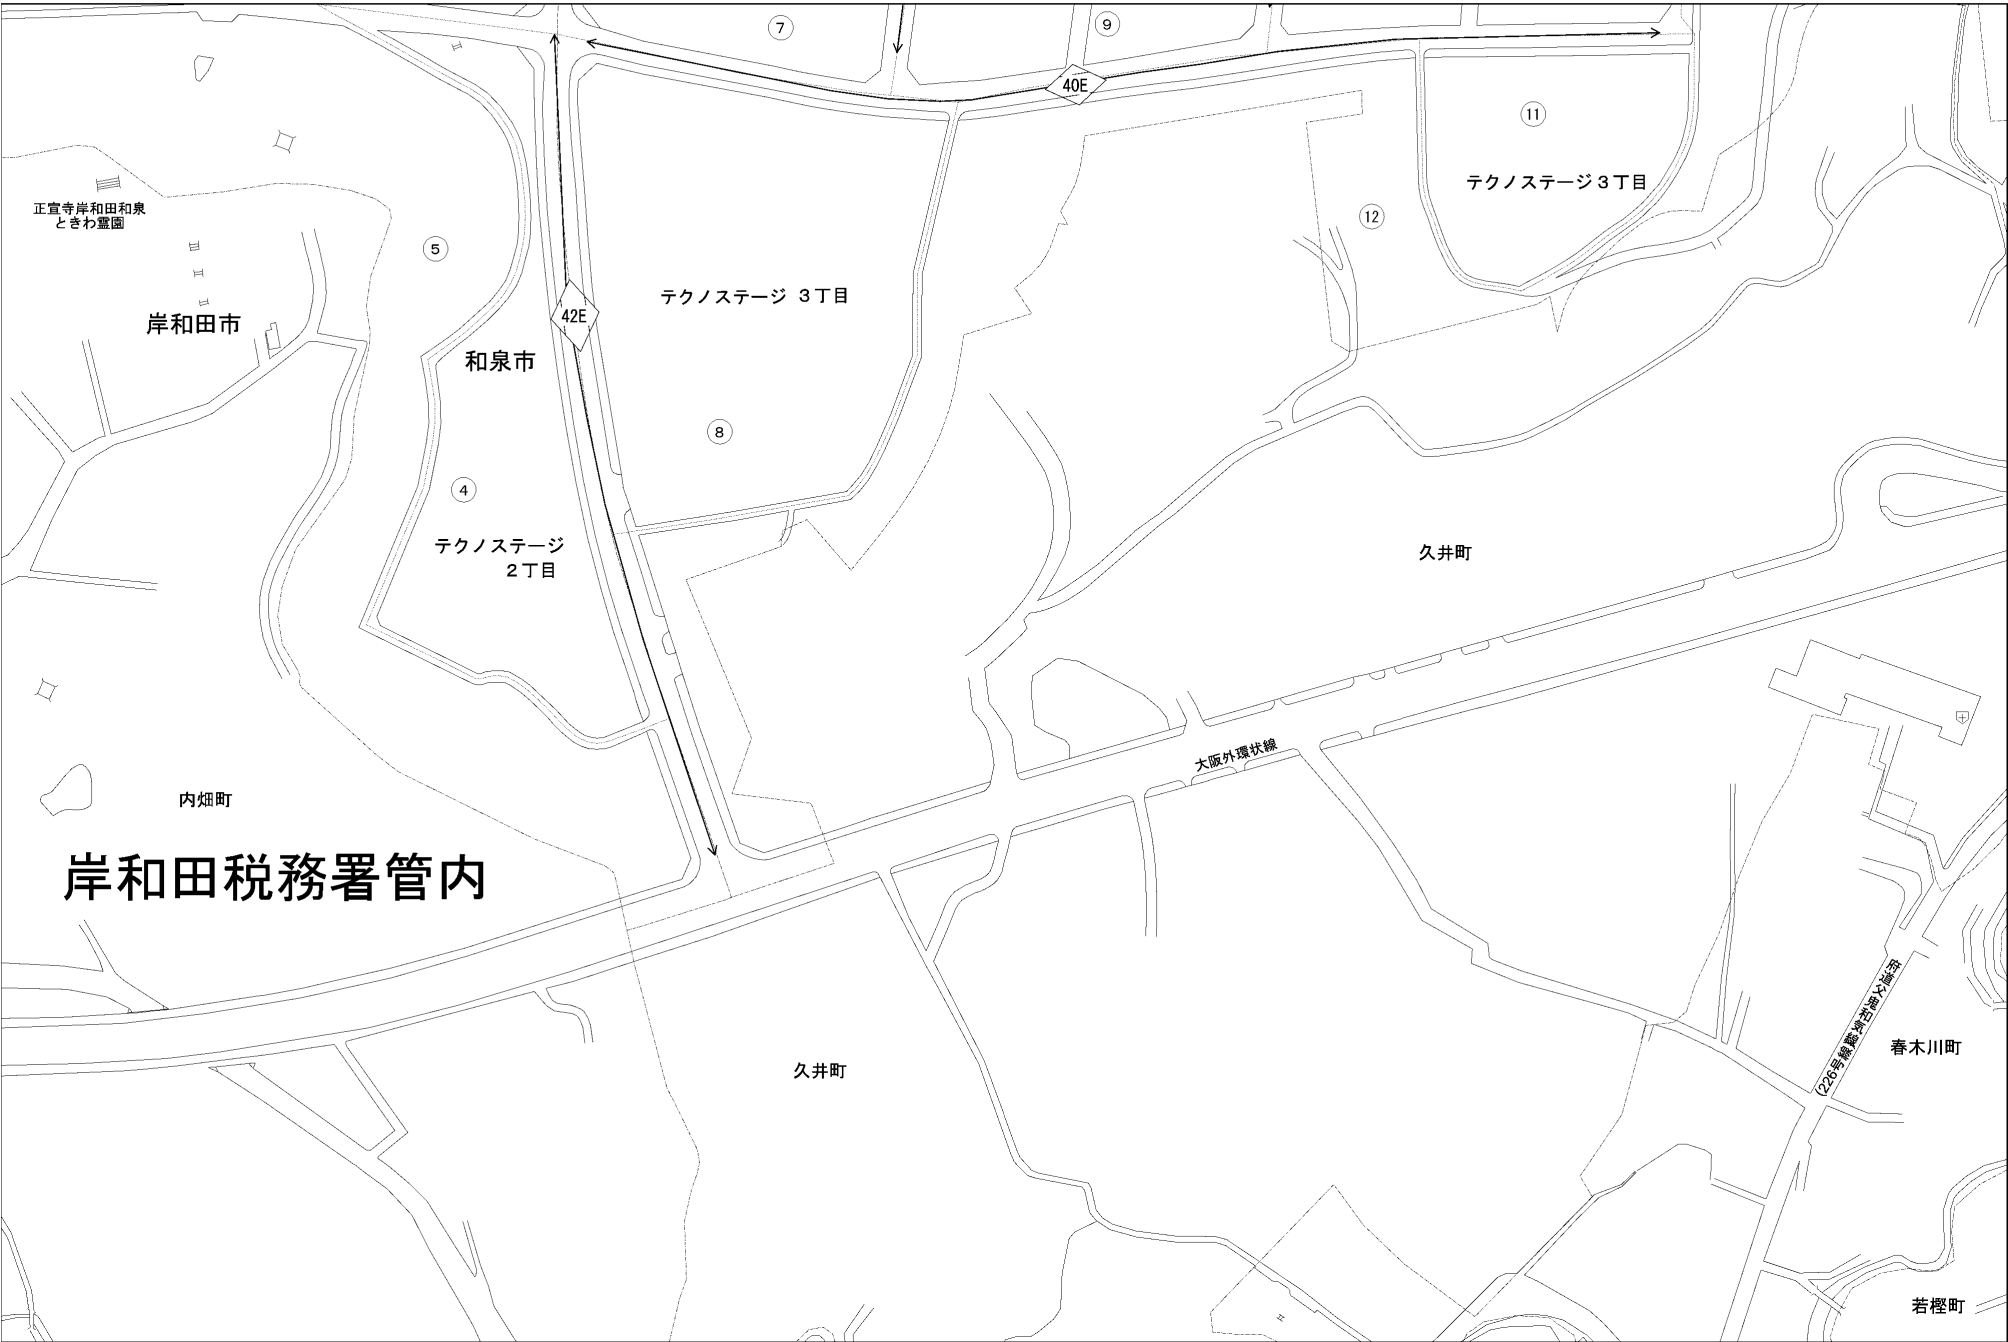 ⑦
⑨
40E
⑪
テクノステージ3丁目
正宣寺岸和田和泉
ときわ霊園
⑫
⑤
テクノステージ 3丁目
岸和田市
42E
和泉市
⑧
④
テクノステージ
2丁目
久井町
大阪外環状線
内畑町
岸和田税務署管内
府道父鬼和気線
(226号線)
春木川町
久井町
若樫町